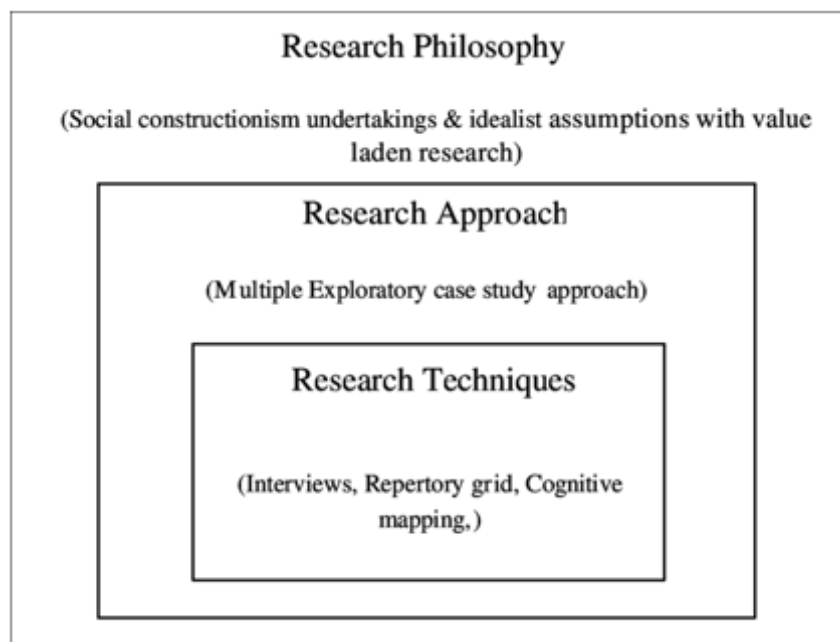 Research Philosophy
(Social constructionism undertakings & idealist assumptions with value
laden research)
Research Approach
(Multiple Exploratory case study approach)
Research Techniques
(Interviews, Repertory grid, Cognitive
mapping,)